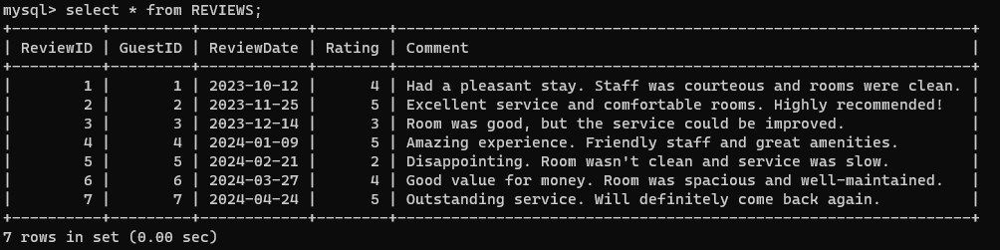 mysql> select * from REVIEWS;
+----------+---------+------------+--------+----------------------------------------------------------------+
| ReviewID | GuestID | ReviewDate | Rating | Comment                                                        |
+----------+---------+------------+--------+----------------------------------------------------------------+
|        1 |       1 | 2023-10-12 |      4 | Had a pleasant stay. Staff was courteous and rooms were clean. |
|        2 |       2 | 2023-11-25 |      5 | Excellent service and comfortable rooms. Highly recommended!   |
|        3 |       3 | 2023-12-14 |      3 | Room was good, but the service could be improved.              |
|        4 |       4 | 2024-01-09 |      5 | Amazing experience. Friendly staff and great amenities.        |
|        5 |       5 | 2024-02-21 |      2 | Disappointing. Room wasn't clean and service was slow.         |
|        6 |       6 | 2024-03-27 |      4 | Good value for money. Room was spacious and well-maintained.   |
|        7 |       7 | 2024-04-24 |      5 | Outstanding service. Will definitely come back again.          |
+----------+---------+------------+--------+----------------------------------------------------------------+
7 rows in set (0.00 sec)